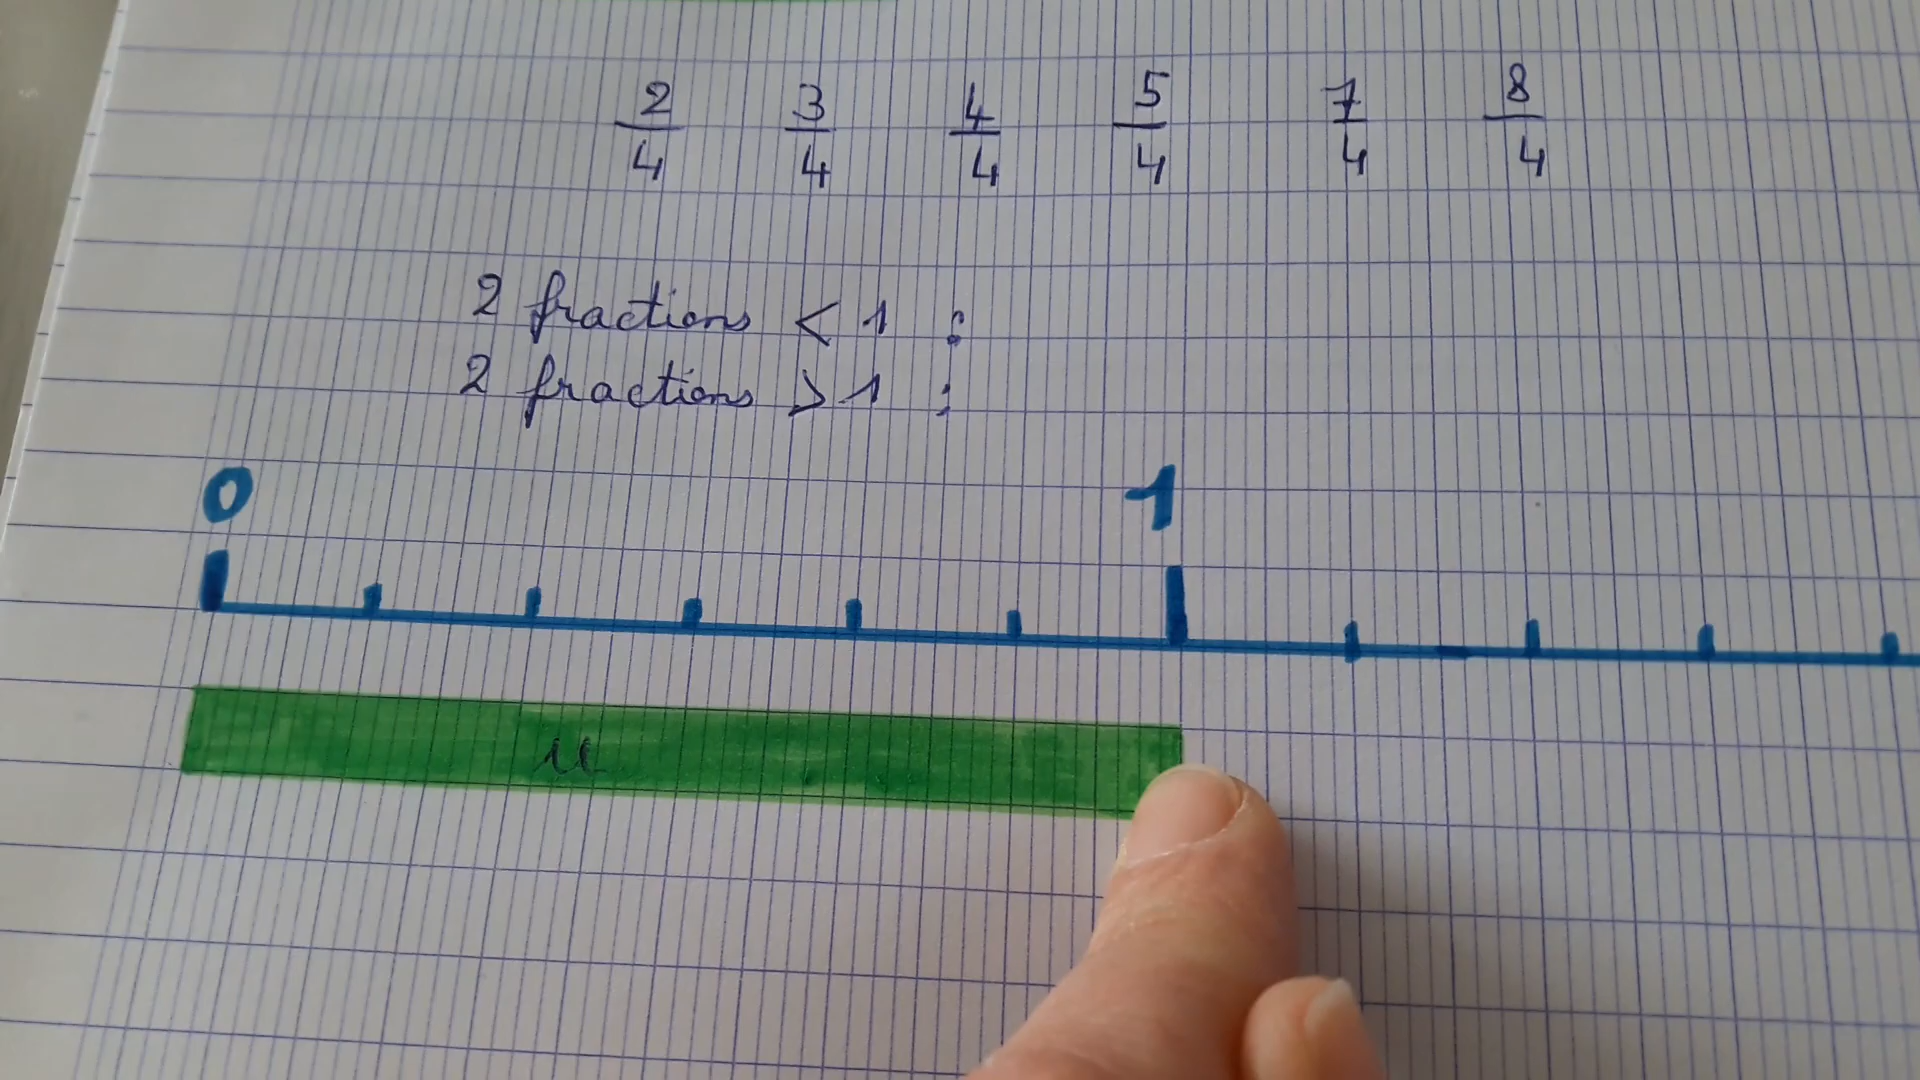 2/4 3/4 4/4 5/4 7/4 8/4
2 fractions < 1 :
2 fractions > 1 :
0 1
u